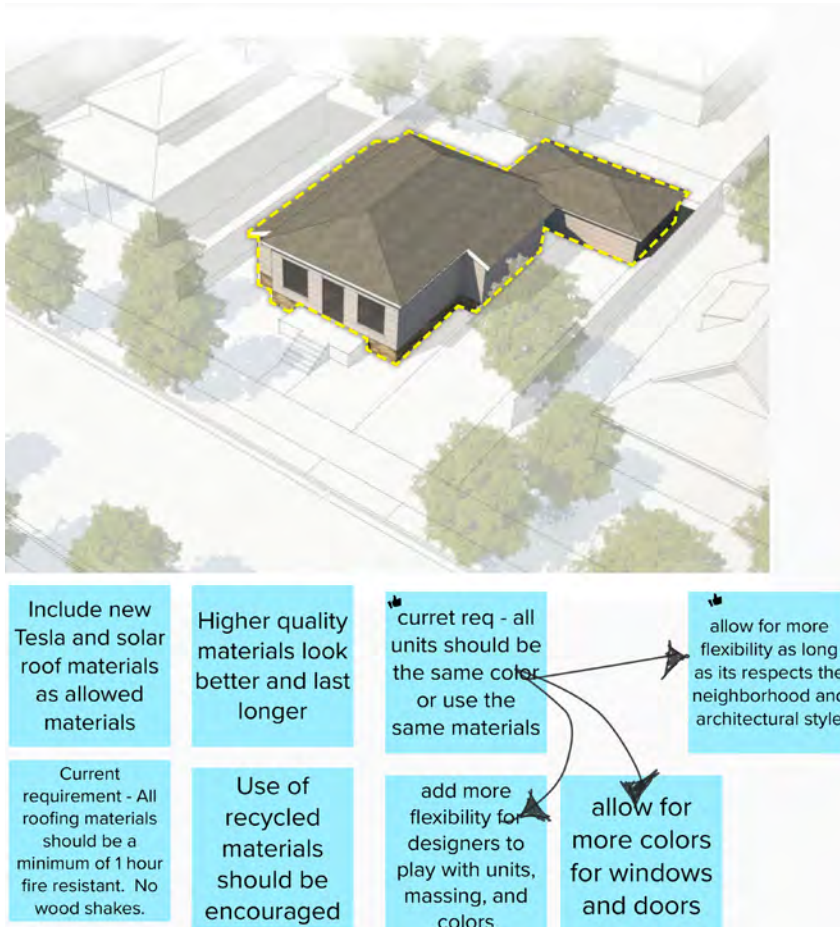 Include new
Tesla and solar
roof materials
as allowed
materials
Higher quality
materials look
better and last
longer
curret req - all
units should be
the same color
or use the
same materials
allow for more
flexibility as long
as its respects the
neighborhood and
architectural style
Current
requirement - All
roofing materials
should be a
minimum of 1 hour
fire resistant. No
wood shakes.
Use of
recycled
materials
should be
encouraged
add more
flexibility for
designers to
play with units,
massing, and
colors
allow for
more colors
for windows
and doors